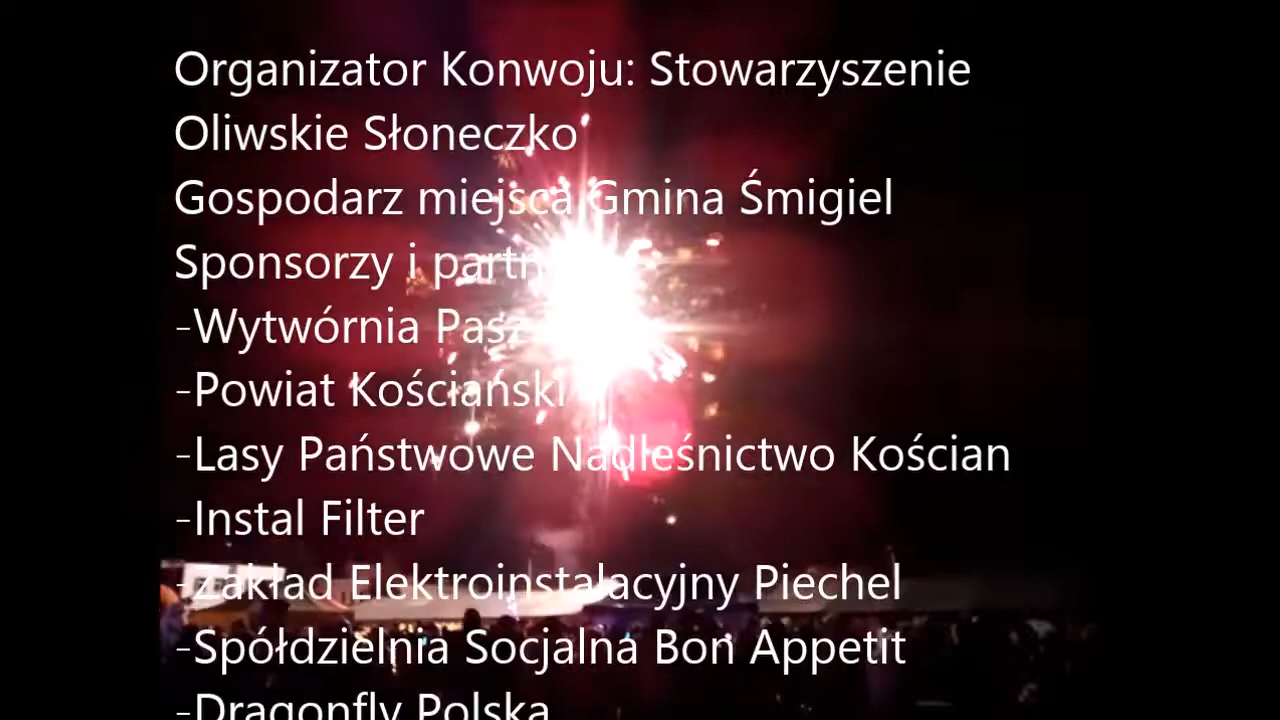 Organizator Konwoju: Stowarzyszenie
Oliwskie Słoneczko
Gospodarz miejsca Gmina Śmigiel
Sponsorzy i
-Wytwórnia Pasz
-Powiat Kościański
-Lasy Państwowe Nadleśnictwo Kościan
-Instal Filter
-Zakład Elektroinstalacyjny Piechel
-Spółdzielnia Socjalna Bon Appetit
-Dragonfly Polska